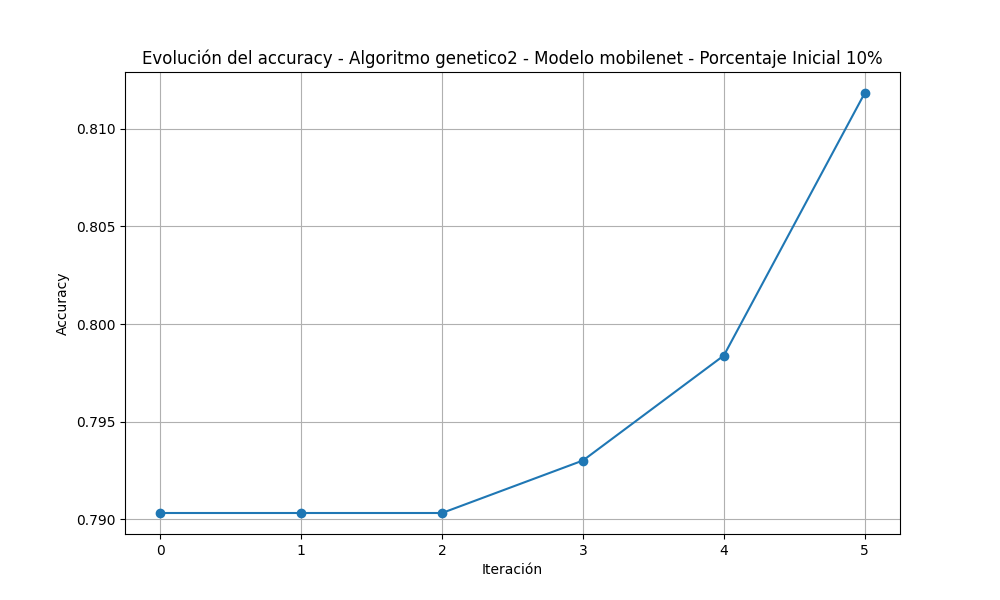 Evolución del accuracy - Algoritmo genetico2 - Modelo mobilenet - Porcentaje Inicial 10%
0.810
0.805
0.800
0.795
0.790
Accuracy
0 1 2 3 4 5
Iteración